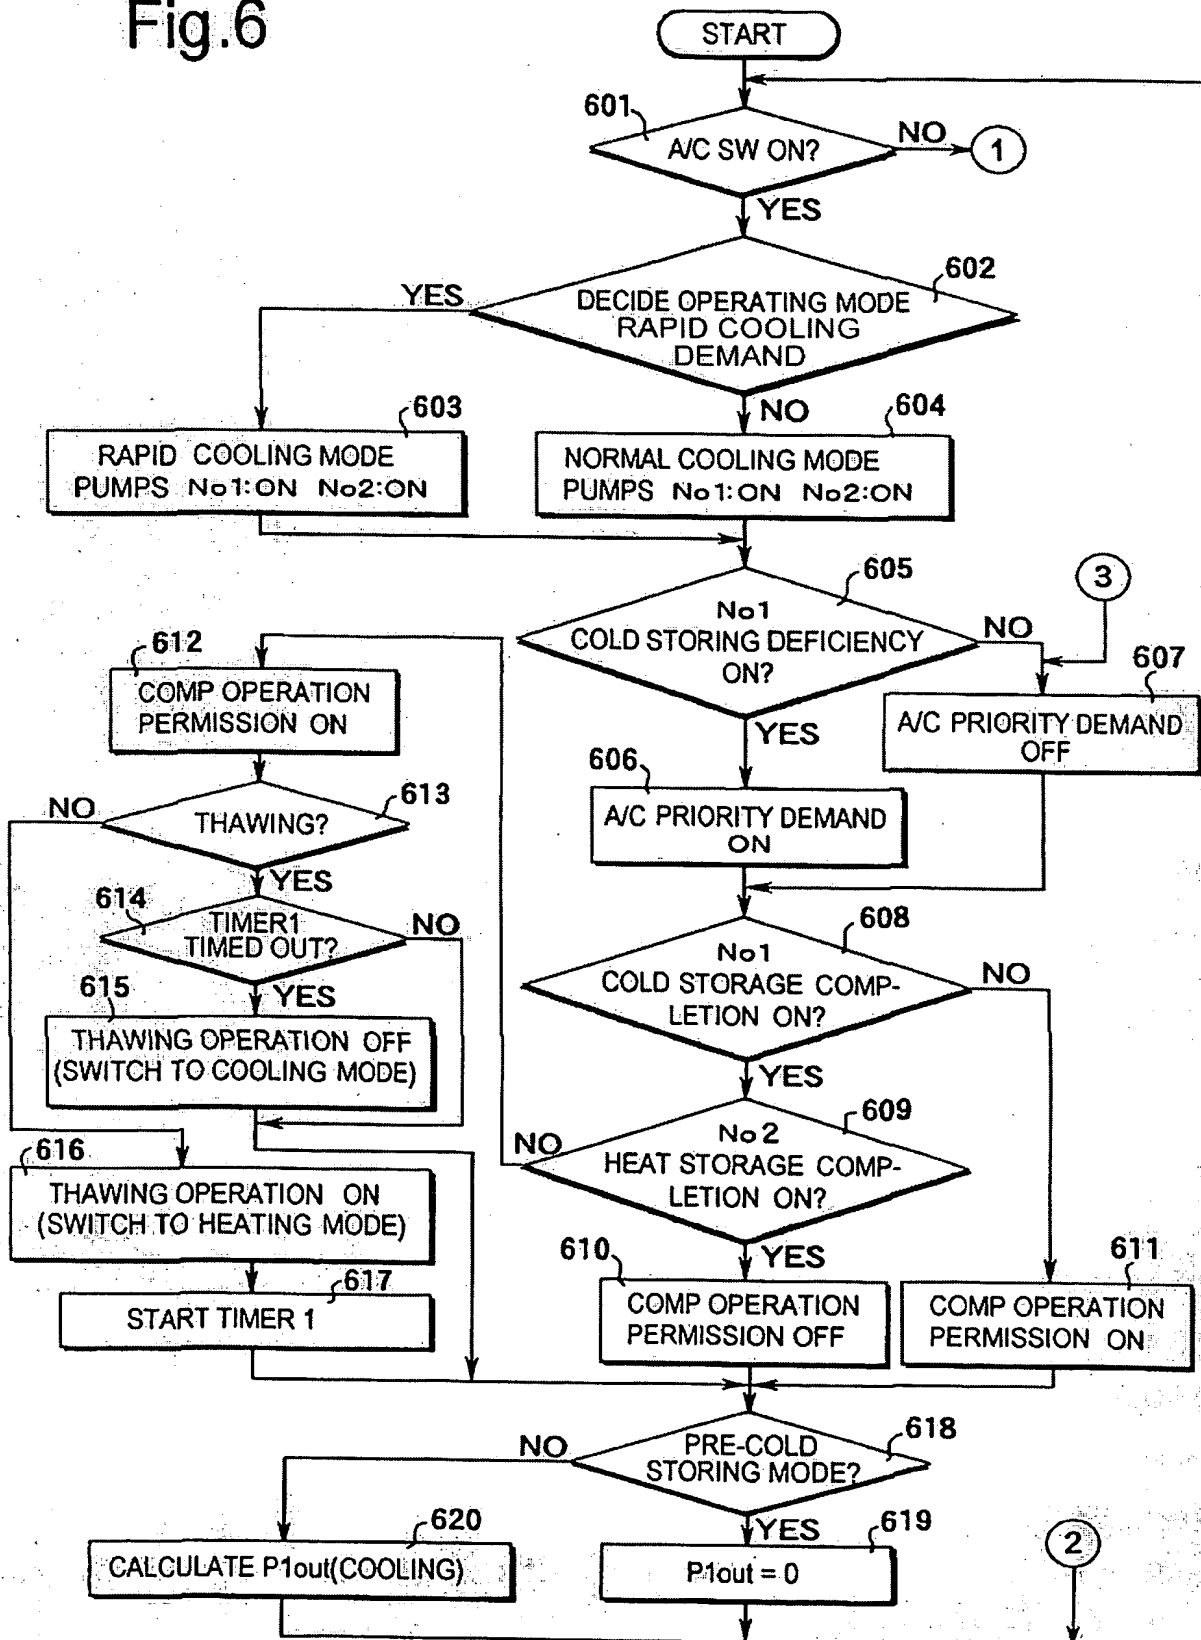 Fig.6
START
601
A/C SW ON?
NO
1
YES
602
YES
DECIDE OPERATING MODE
RAPID COOLING
DEMAND
NO
603
RAPID COOLING MODE
PUMPS No1:ON No2:ON
604
NORMAL COOLING MODE
PUMPS No1:ON No2:ON
605
No1
COLD STORING DEFICIENCY
ON?
NO
3
607
A/C PRIORITY DEMAND
OFF
YES
606
A/C PRIORITY DEMAND
ON
612
COMP OPERATION
PERMISSION ON
613
NO
THAWING?
YES
614
TIMER1
TIMED OUT?
NO
YES
615
THAWING OPERATION OFF
(SWITCH TO COOLING MODE)
608
No1
COLD STORAGE COMP-
LETION ON?
NO
YES
609
NO
No2
HEAT STORAGE COMP-
LETION ON?
YES
616
THAWING OPERATION ON
(SWITCH TO HEATING MODE)
617
START TIMER 1
610
COMP OPERATION
PERMISSION OFF
611
COMP OPERATION
PERMISSION ON
618
NO
PRE-COLD
STORING MODE?
YES
620
CALCULATE P1out(COOLING)
619
P1out = 0
2